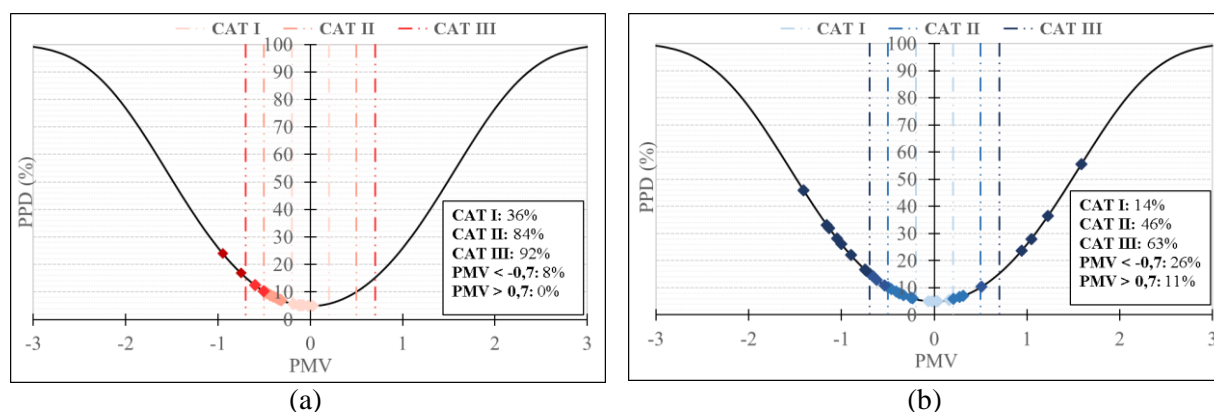 CAT I CAT II CAT III
100
90
80
70
60
50
40
30
20
10
0
PPD (%)
-3 -2 -1 0 1 2 3
PMV
CAT I: 36%
CAT II: 84%
CAT III: 92%
PMV < -0,7: 8%
PMV > 0,7: 0%
(a)
CAT I CAT II CAT III
100
90
80
70
60
50
40
30
20
10
0
PPD (%)
-3 -2 -1 0 1 2 3
PMV
CAT I: 14%
CAT II: 46%
CAT III: 63%
PMV < -0,7: 26%
PMV > 0,7: 11%
(b)